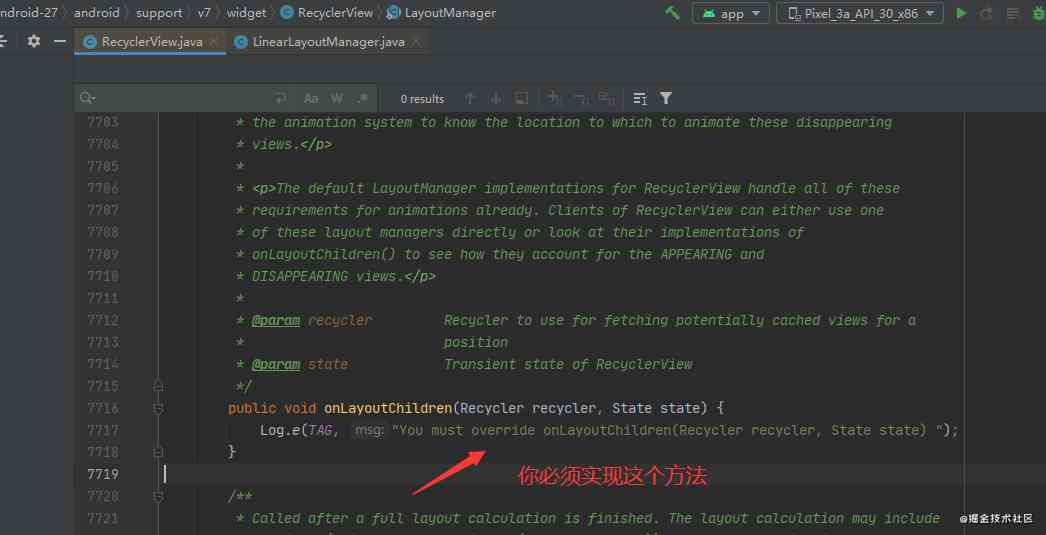 ndroid-27 android support v7 widget RecyclerView LayoutManager app Pixel_3a_API_30_x86
RecyclerView.java LinearLayoutManager.java
Aa W .* 0 results
7703 * the animation system to know the location to which to animate these disappearing
7704 * views.</p>
7705 *
7706 * <p>The default LayoutManager implementations for RecyclerView handle all of these
7707 * requirements for animations already. Clients of RecyclerView can either use one
7708 * of these layout managers directly or look at their implementations of
7709 * onLayoutChildren() to see how they account for the APPEARING and
7710 * DISAPPEARING views.</p>
7711 *
7712 * @param recycler Recycler to use for fetching potentially cached views for a
7713 * position
7714 * @param state Transient state of RecyclerView
7715 */
7716 public void onLayoutChildren(Recycler recycler, State state) {
7717 Log.e(TAG, msg: "You must override onLayoutChildren(Recycler recycler, State state) ");
7718 }
7719 你必须实现这个方法
7720 /**
7721 * Called after a full layout calculation is finished. The layout calculation may include
@掘金技术社区